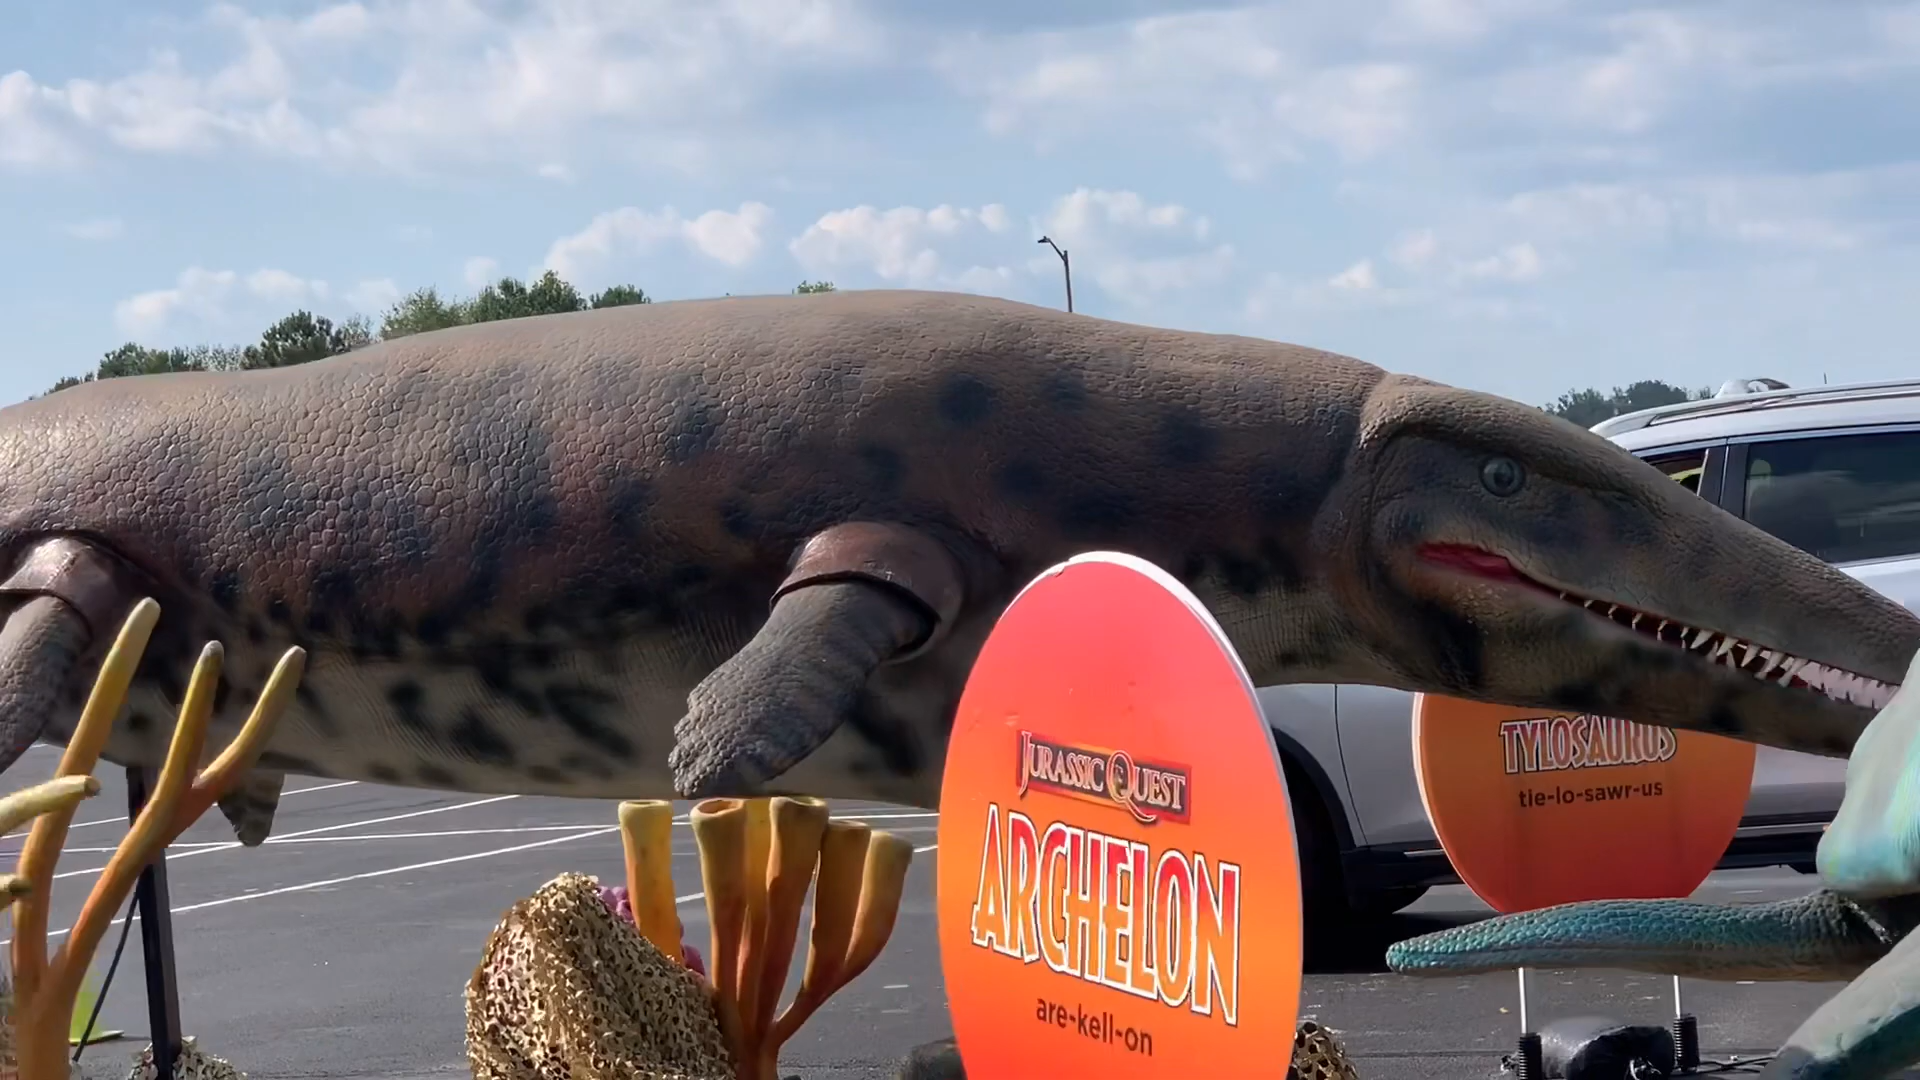 JURASSIC QUEST
ARCHELON
are-kell-on
TYLOSAURUS
tie-lo-sawr-us